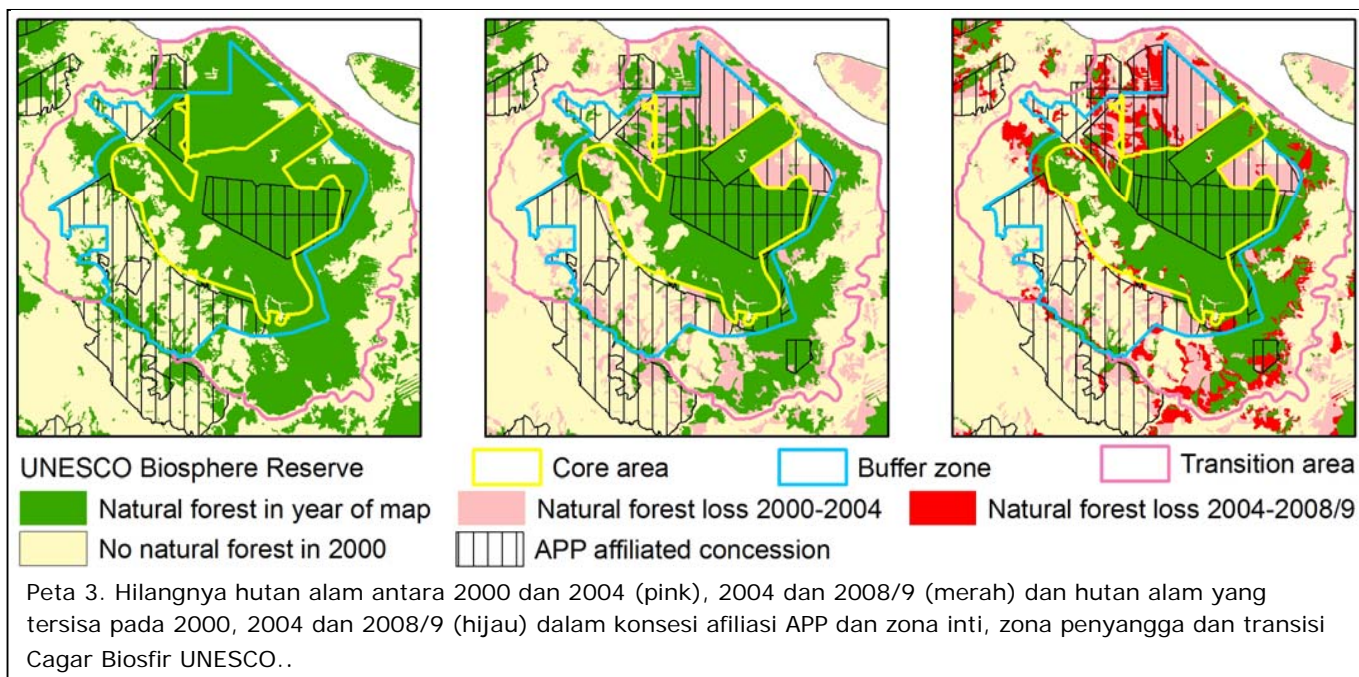 UNESCO Biosphere Reserve Core area Buffer zone Transition area
Natural forest in year of map Natural forest loss 2000-2004 Natural forest loss 2004-2008/9
No natural forest in 2000 APP affiliated concession
Peta 3. Hilangnya hutan alam antara 2000 dan 2004 (pink), 2004 dan 2008/9 (merah) dan hutan alam yang
tersisa pada 2000, 2004 dan 2008/9 (hijau) dalam konsesi afiliasi APP dan zona inti, zona penyangga dan transisi
Cagar Biosfir UNESCO..